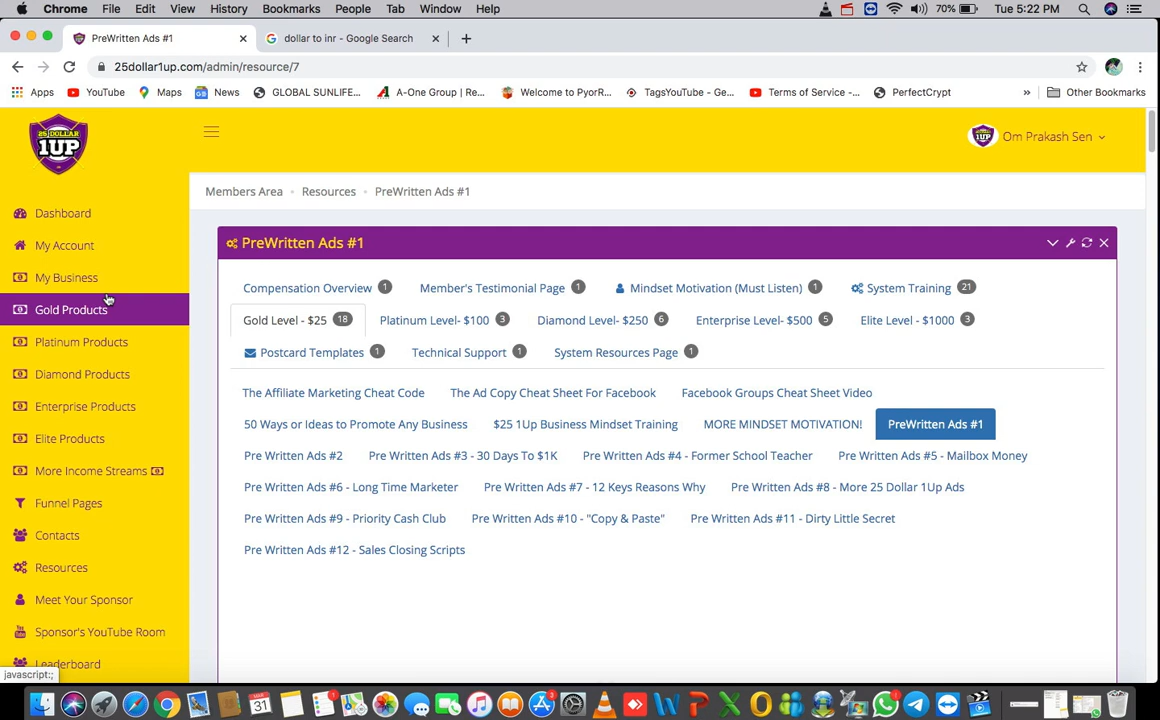 Chrome File Edit View History Bookmarks People Tab Window Help 70% Tue 5:22 PM
PreWritten Ads #1 dollar to inr - Google Search
25dollar1up.com/admin/resource/7
Apps YouTube Maps News GLOBAL SUNLIFE... A-One Group | Re... Welcome to PyorR... TagsYouTube - Ge... Terms of Service -... PerfectCrypt » Other Bookmarks
25 DOLLAR
1UP
Om Prakash Sen
Members Area Resources PreWritten Ads #1
Dashboard
My Account
My Business
Gold Products
Platinum Products
Diamond Products
Enterprise Products
Elite Products
More Income Streams
Funnel Pages
Contacts
Resources
Meet Your Sponsor
Sponsor's YouTube Room
Leaderboard
javascript:;
PreWritten Ads #1
Compensation Overview 1 Member's Testimonial Page 1 Mindset Motivation (Must Listen) 1 System Training 21
Gold Level - $25 18 Platinum Level- $100 3 Diamond Level- $250 6 Enterprise Level- $500 5 Elite Level - $1000 3
Postcard Templates 1 Technical Support 1 System Resources Page 1
The Affiliate Marketing Cheat Code The Ad Copy Cheat Sheet For Facebook Facebook Groups Cheat Sheet Video
50 Ways or Ideas to Promote Any Business $25 1Up Business Mindset Training MORE MINDSET MOTIVATION! PreWritten Ads #1
Pre Written Ads #2 Pre Written Ads #3 - 30 Days To $1K Pre Written Ads #4 - Former School Teacher Pre Written Ads #5 - Mailbox Money
Pre Written Ads #6 - Long Time Marketer Pre Written Ads #7 - 12 Keys Reasons Why Pre Written Ads #8 - More 25 Dollar 1Up Ads
Pre Written Ads #9 - Priority Cash Club Pre Written Ads #10 - "Copy & Paste" Pre Written Ads #11 - Dirty Little Secret
Pre Written Ads #12 - Sales Closing Scripts